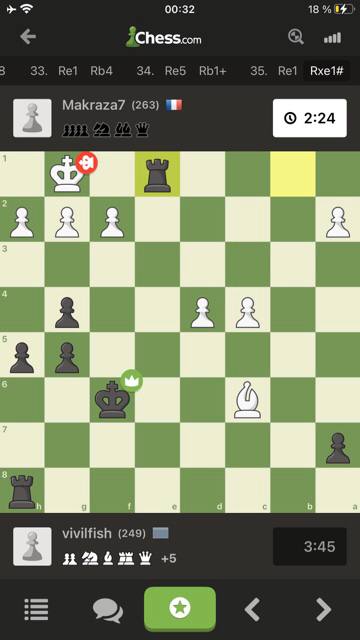 00:32
18 %
Chess.com
8 33. Re1 Rb4 34. Re5 Rb1+ 35. Re1 Rxe1#
Makraza7 (263)
2:24
1
2
3
4
5
6
7
8 h g f e d c b a
vivilfish (249)
+5
3:45